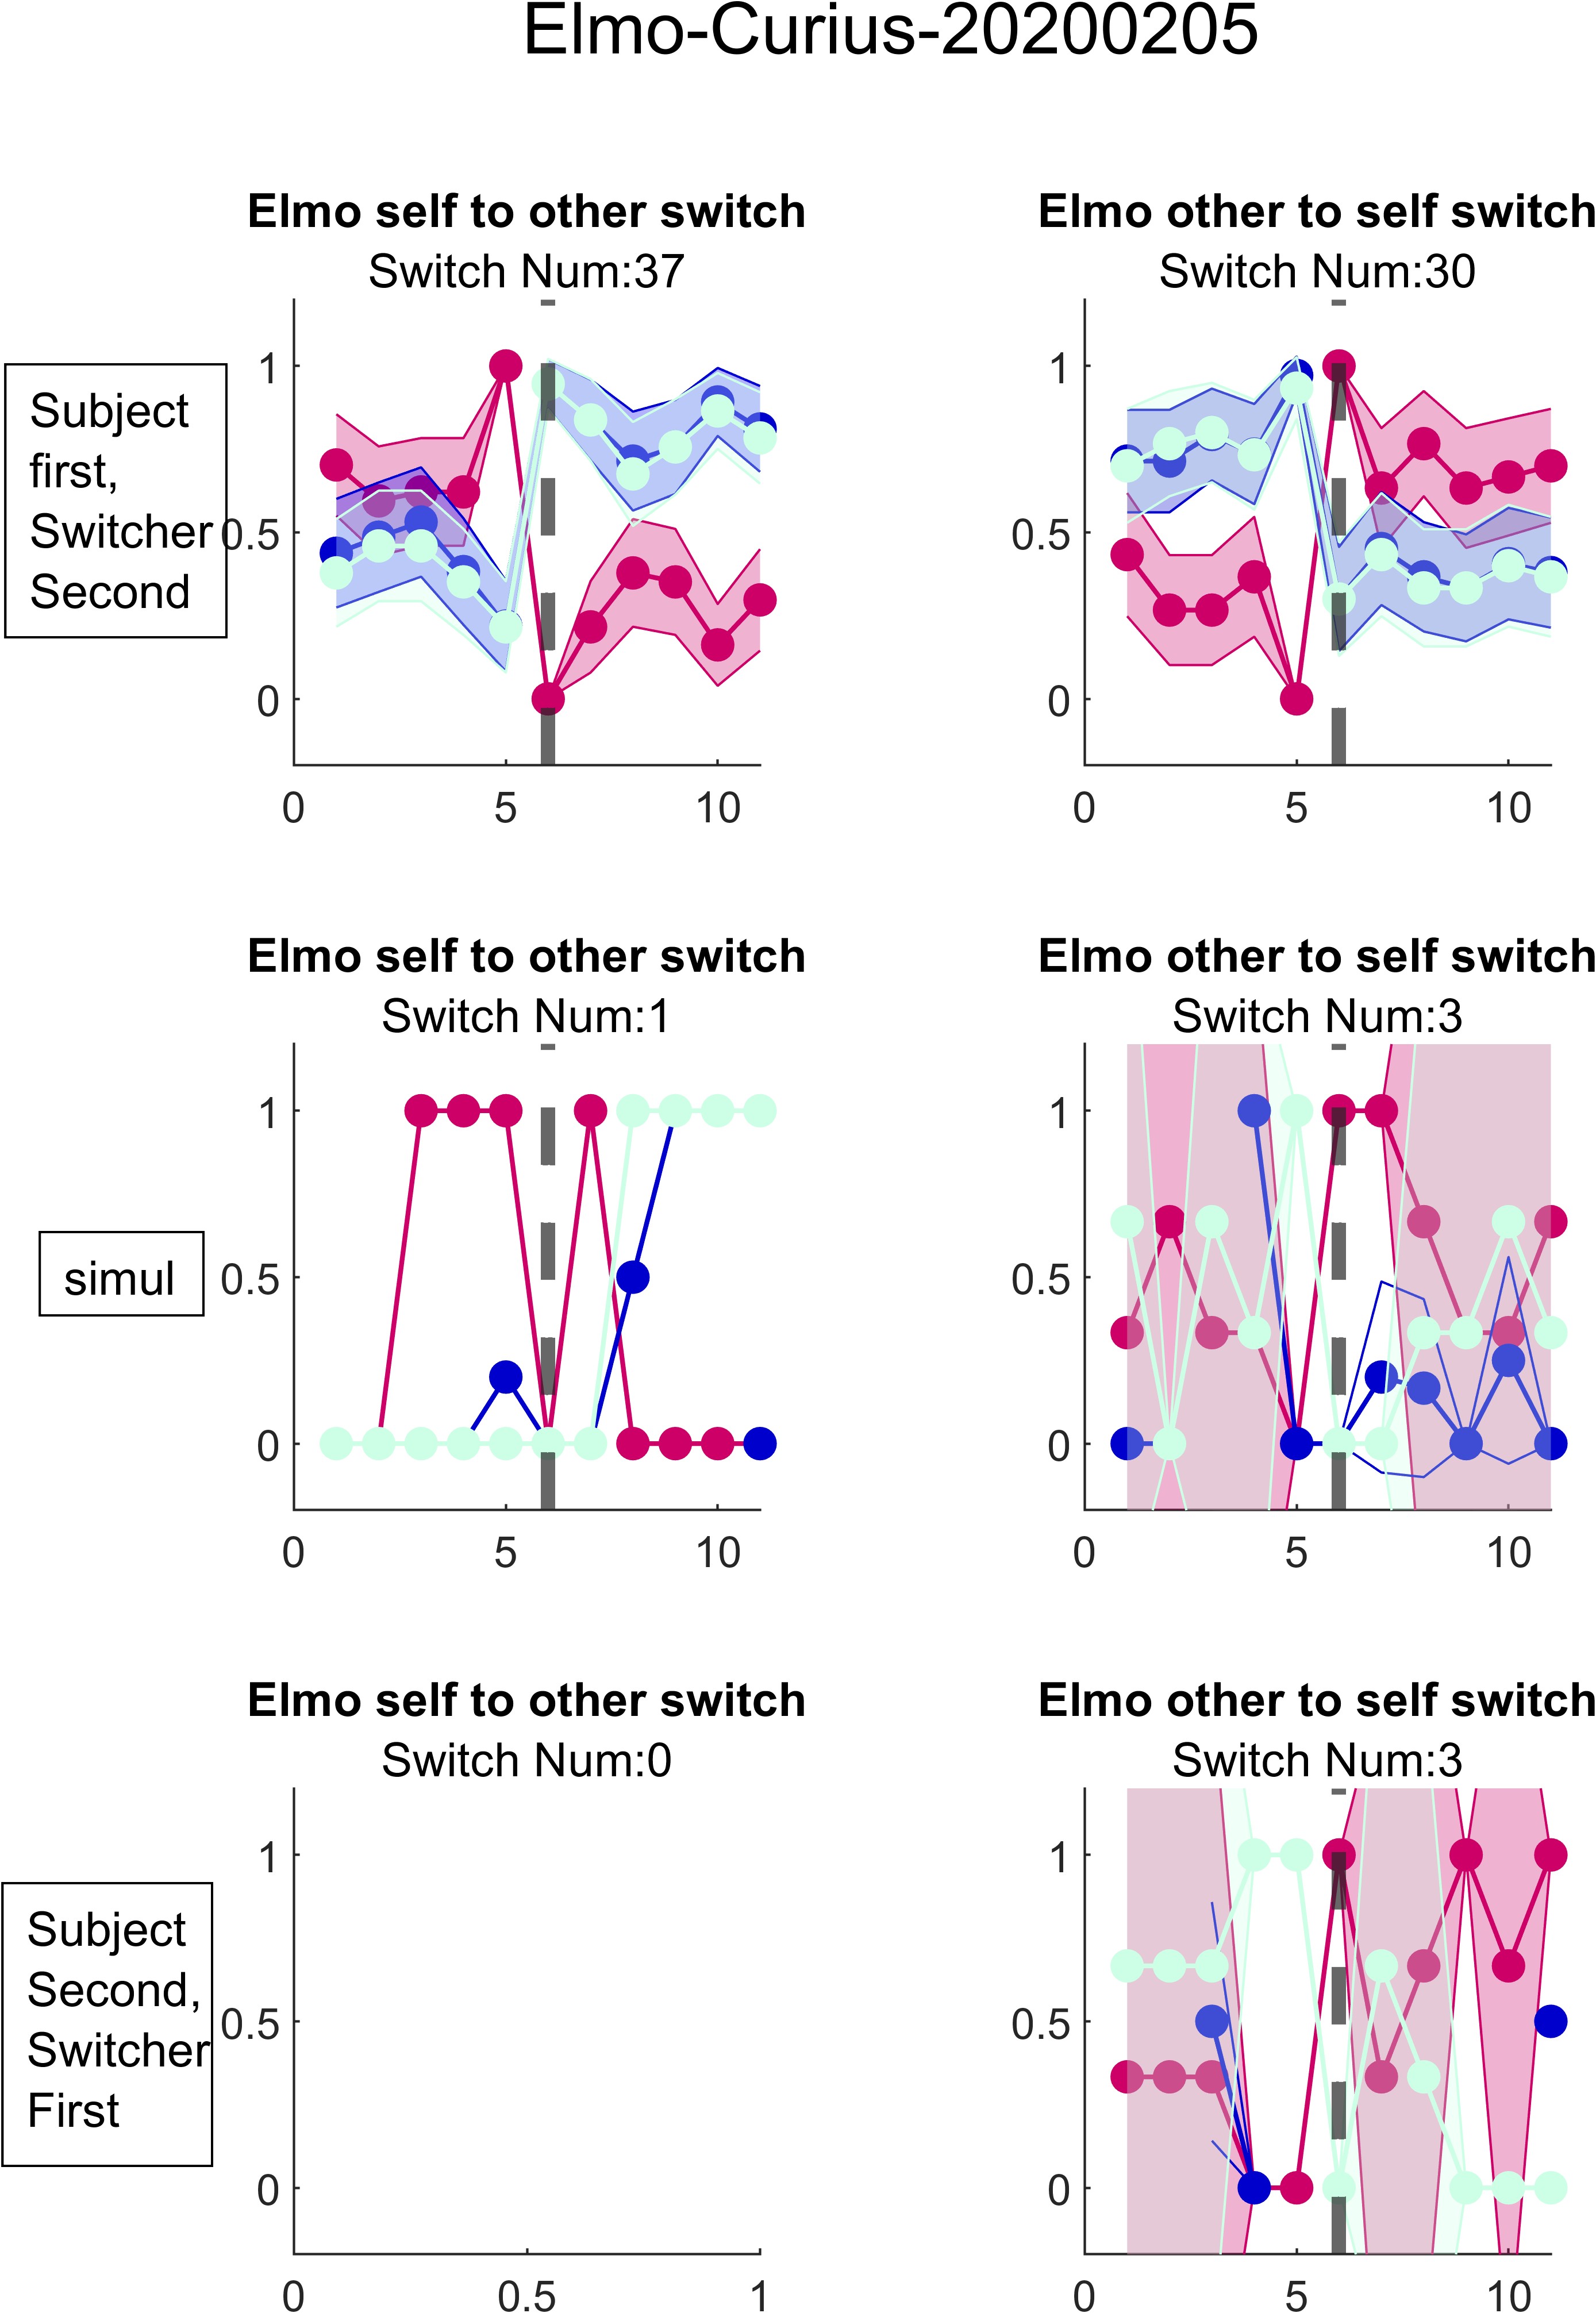 Elmo-Curius-20200205
Elmo self to other switch
Switch Num:37
Elmo other to self switch
Switch Num:30
Subject
first,
Switcher
Second
1
0.5
0
0 5 10
1
0.5
0
0 5 10
Elmo self to other switch
Switch Num:1
Elmo other to self switch
Switch Num:3
simul
1
0.5
0
0 5 10
1
0.5
0
0 5 10
Elmo self to other switch
Switch Num:0
Elmo other to self switch
Switch Num:3
Subject
Second,
Switcher
First
1
0.5
0
0 0.5 1
1
0.5
0
0 5 10